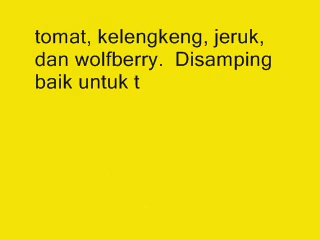 tomat, kelengkeng, jeruk,
dan wolfberry.  Disamping
baik untuk t